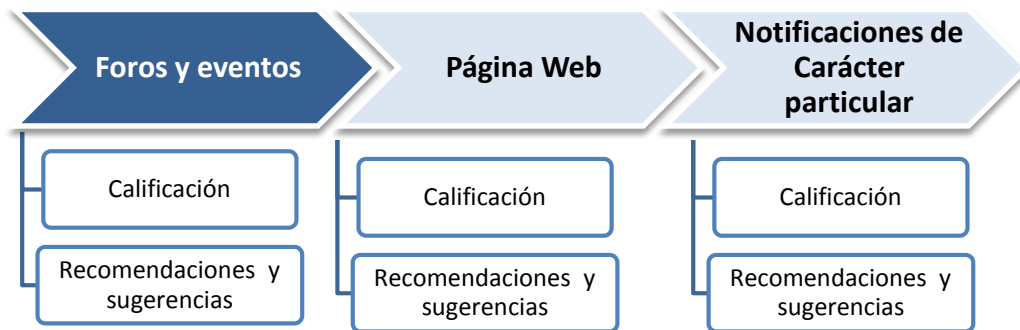 Foros y eventos
Calificación
Recomendaciones y
sugerencias
Página Web
Calificación
Recomendaciones y
sugerencias
Notificaciones de
Carácter
particular
Calificación
Recomendaciones y
sugerencias